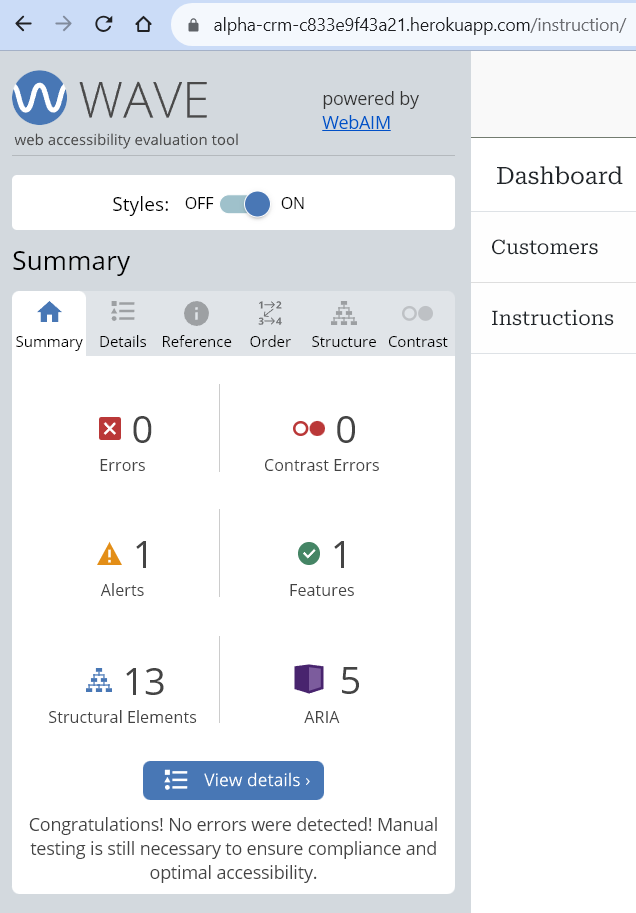 alpha-crm-c833e9f43a21.herokuapp.com/instruction/
WAVE
web accessibility evaluation tool
powered by
WebAIM
Styles: OFF ON
Summary
Summary Details Reference Order Structure Contrast
0
Errors
0
Contrast Errors
1
Alerts
1
Features
13
Structural Elements
5
ARIA
View details ›
Congratulations! No errors were detected! Manual
testing is still necessary to ensure compliance and
optimal accessibility.
Dashboard
Customers
Instructions